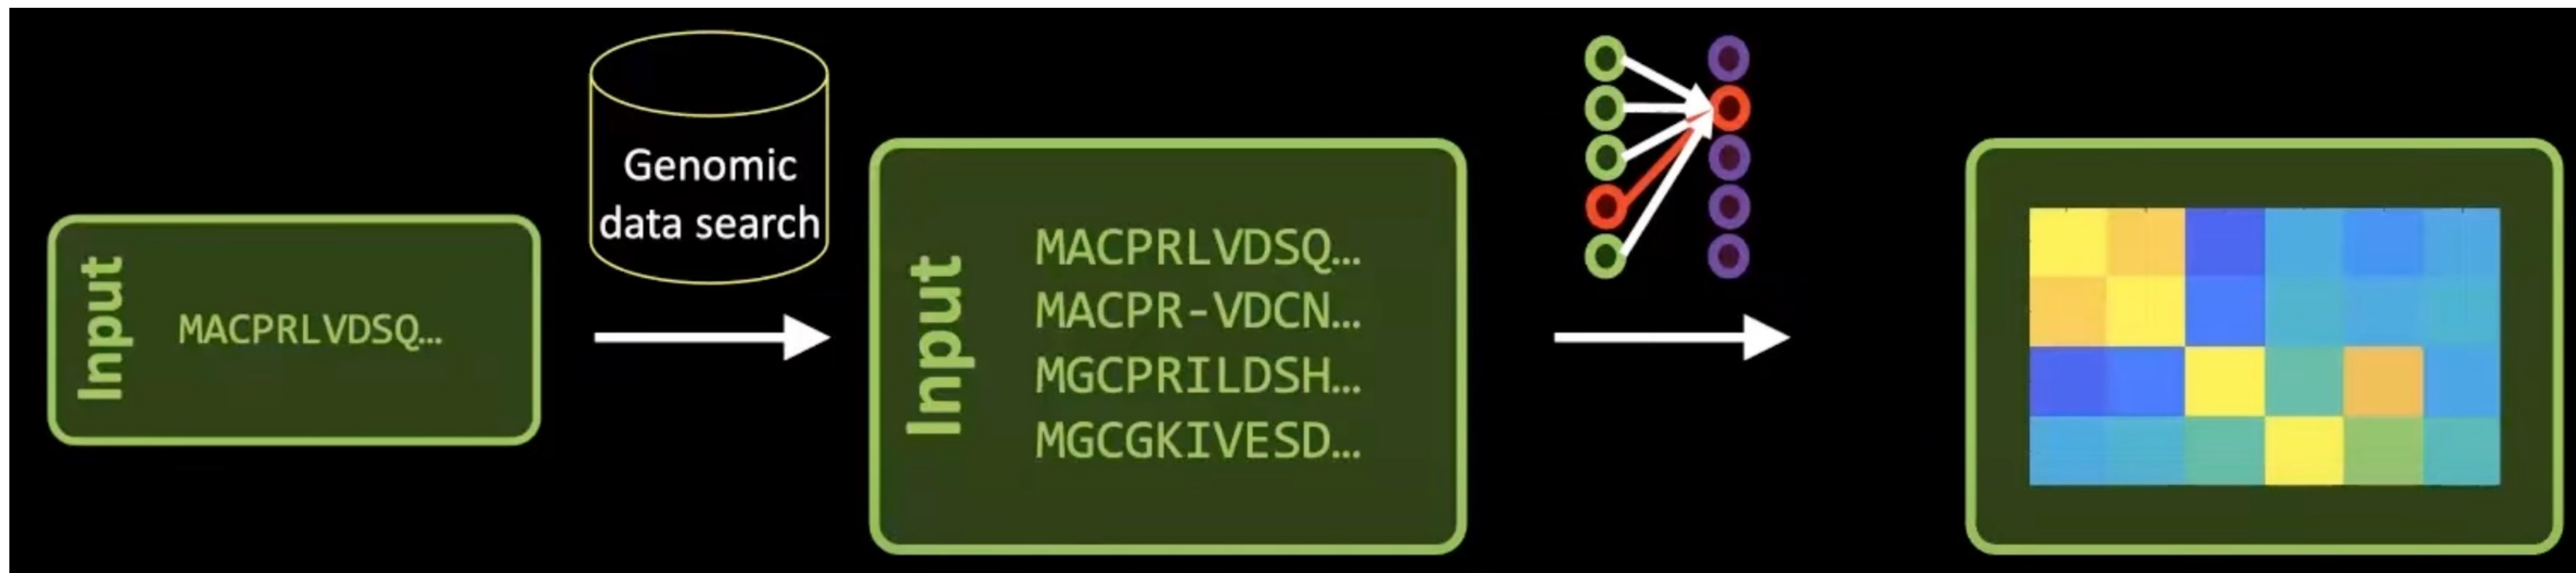 Input
MACPRLVDSQ...
Genomic
data search
Input
MACPRLVDSQ...
MACPR-VDCN...
MGCPRILDSH...
MGCGKIVESD...